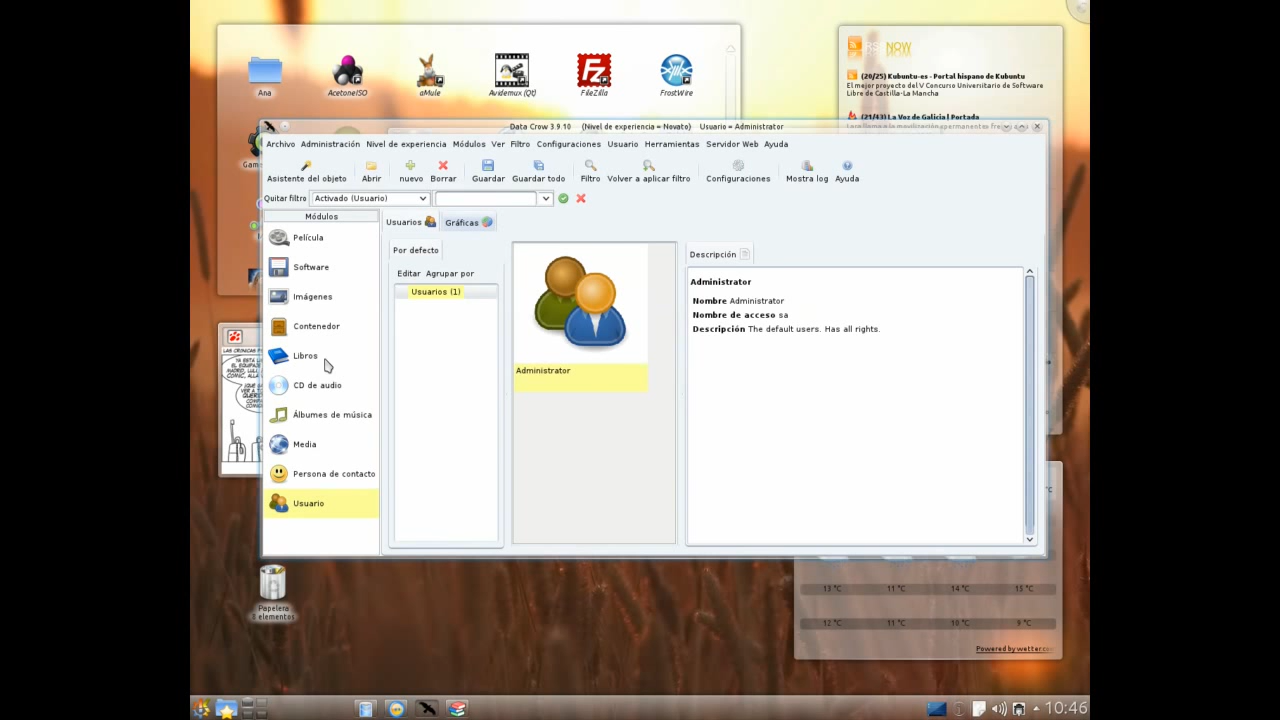 Ana
AcetoneISO
aMule
Avidemux (Qt)
FileZilla
FrostWire
NOW
(20/25) Kubuntu-es - Portal hispano de Kubuntu
El mejor proyecto del V Concurso Universitario de Software
Libre de Castilla-La Mancha
(21/43) La Voz de Galicia | Portada
Data Crow 3.9.10 (Nivel de experiencia = Novato) Usuario = Administrator
Archivo Administración Nivel de experiencia Módulos Ver Filtro Configuraciones Usuario Herramientas Servidor Web Ayuda
Asistente del objeto Abrir nuevo Borrar Guardar Guardar todo Filtro Volver a aplicar filtro Configuraciones Mostra log Ayuda
Quitar filtro Activado (Usuario)
Módulos
Película
Software
Imágenes
Contenedor
Libros
CD de audio
Álbumes de música
Media
Persona de contacto
Usuario
Usuarios Gráficas
Por defecto
Editar Agrupar por
Usuarios (1)
Administrator
Descripción
Administrator
Nombre Administrator
Nombre de acceso sa
Descripción The default users. Has all rights.
LAS CRONICAS
13 °C 11 °C 14 °C 15 °C
12 °C 11 °C 10 °C 9 °C
Powered by wetter.co
Papelera
8 elementos
10:46